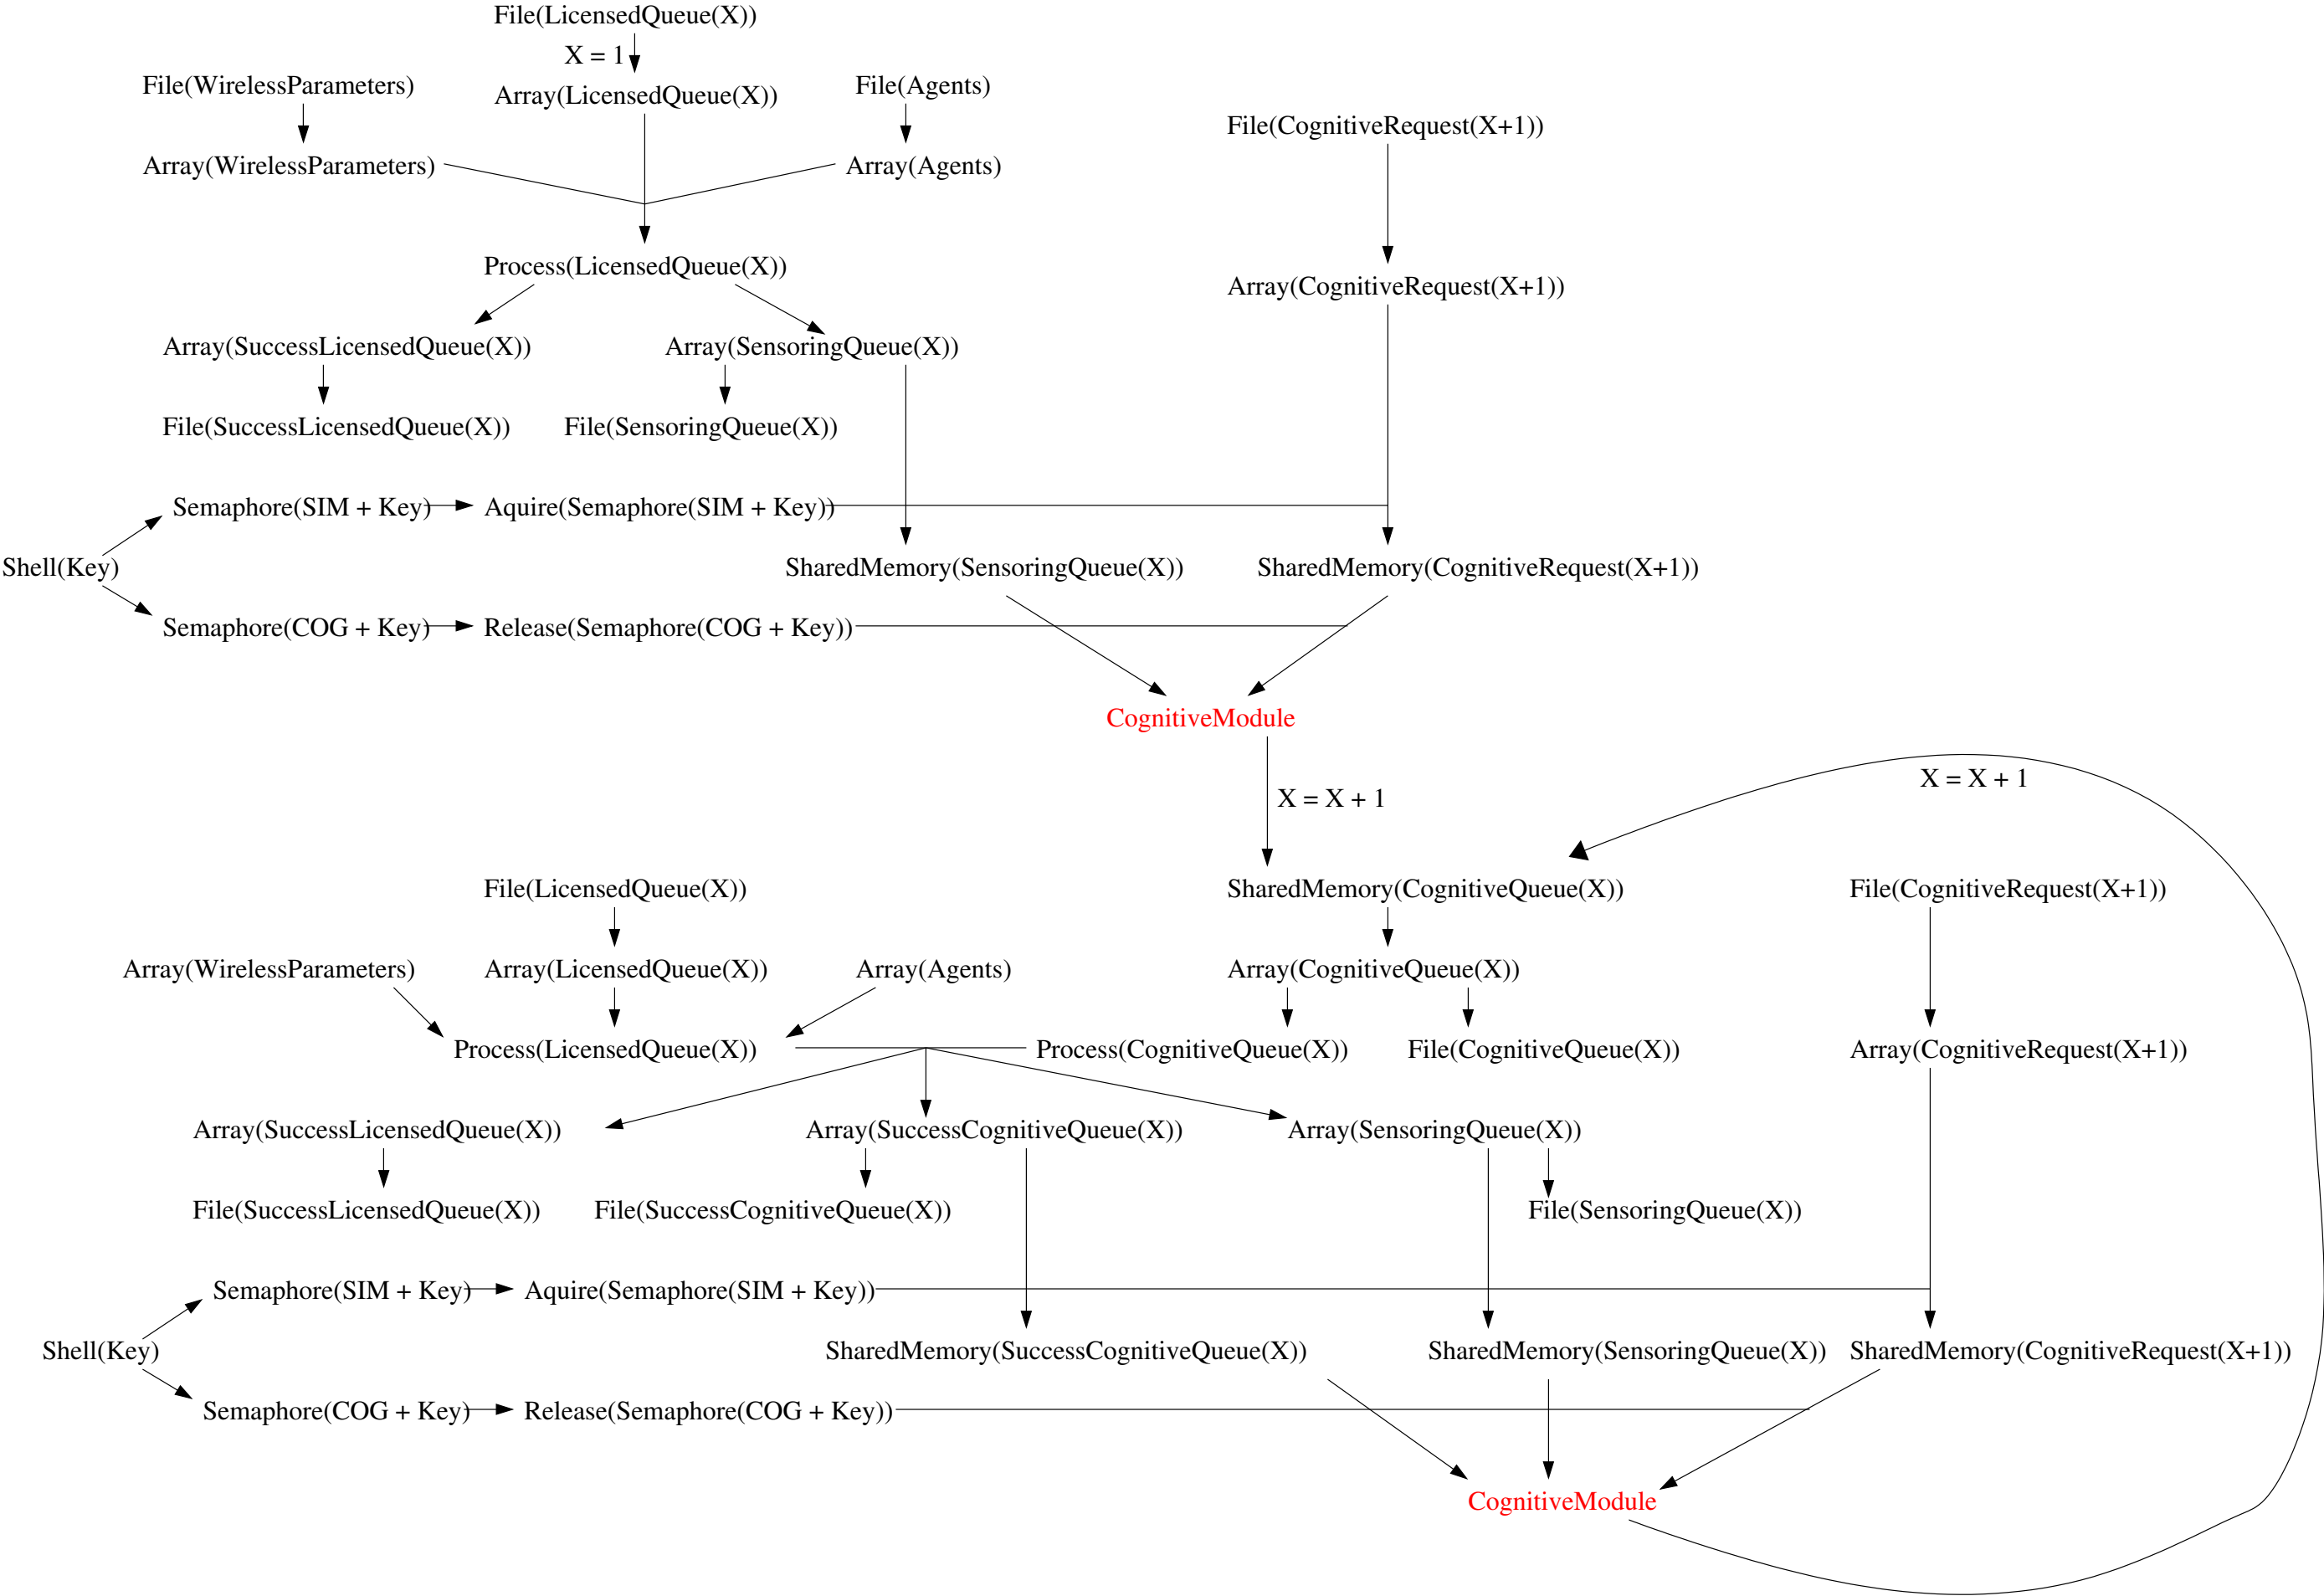 File(LicensedQueue(X))
X = 1
File(WirelessParameters)
Array(LicensedQueue(X))
File(Agents)
File(CognitiveRequest(X+1))
Array(WirelessParameters)
Array(Agents)
Process(LicensedQueue(X))
Array(CognitiveRequest(X+1))
Array(SuccessLicensedQueue(X))
Array(SensoringQueue(X))
File(SuccessLicensedQueue(X))
File(SensoringQueue(X))
Semaphore(SIM + Key)
Aquire(Semaphore(SIM + Key))
Shell(Key)
SharedMemory(SensoringQueue(X))
SharedMemory(CognitiveRequest(X+1))
Semaphore(COG + Key)
Release(Semaphore(COG + Key))
CognitiveModule
X = X + 1
X = X + 1
File(LicensedQueue(X))
SharedMemory(CognitiveQueue(X))
File(CognitiveRequest(X+1))
Array(WirelessParameters)
Array(LicensedQueue(X))
Array(Agents)
Array(CognitiveQueue(X))
Process(LicensedQueue(X))
Process(CognitiveQueue(X))
File(CognitiveQueue(X))
Array(CognitiveRequest(X+1))
Array(SuccessLicensedQueue(X))
Array(SuccessCognitiveQueue(X))
Array(SensoringQueue(X))
File(SuccessLicensedQueue(X))
File(SuccessCognitiveQueue(X))
File(SensoringQueue(X))
Semaphore(SIM + Key)
Aquire(Semaphore(SIM + Key))
Shell(Key)
SharedMemory(SuccessCognitiveQueue(X))
SharedMemory(SensoringQueue(X))
SharedMemory(CognitiveRequest(X+1))
Semaphore(COG + Key)
Release(Semaphore(COG + Key))
CognitiveModule